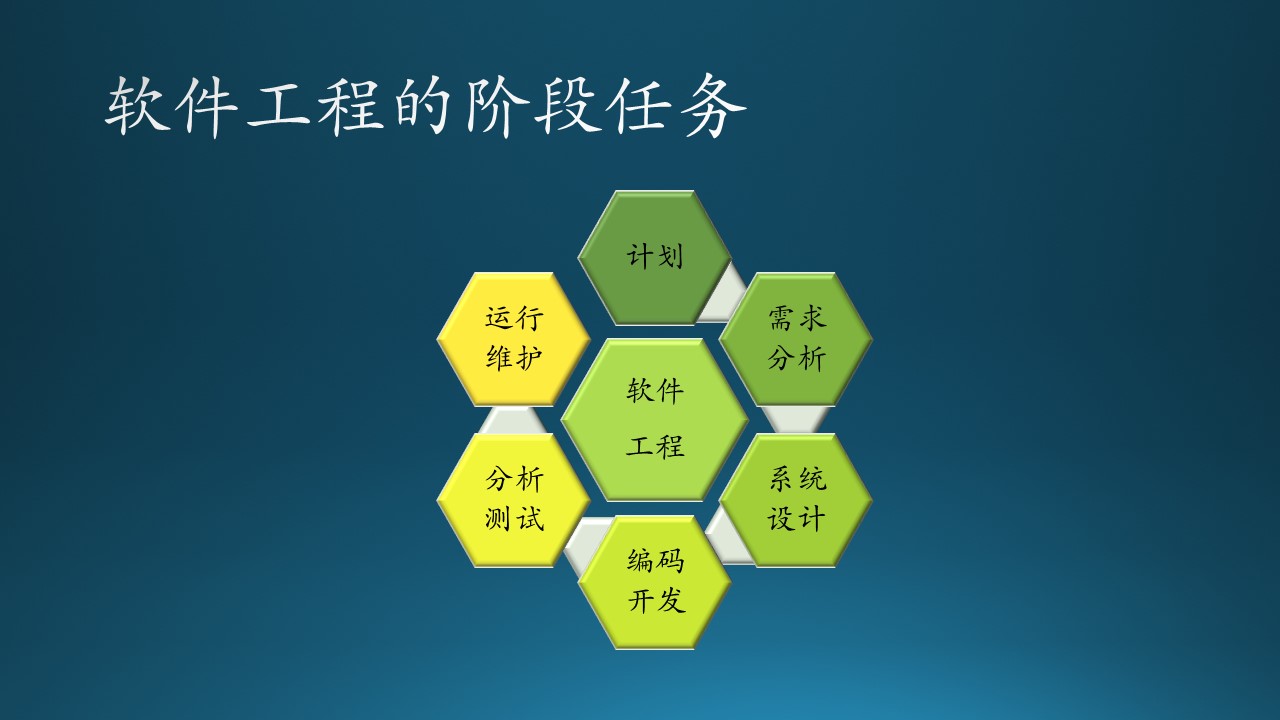 软件工程的阶段任务
计划
需求
分析
系统
设计
编码
开发
分析
测试
运行
维护
软件
工程